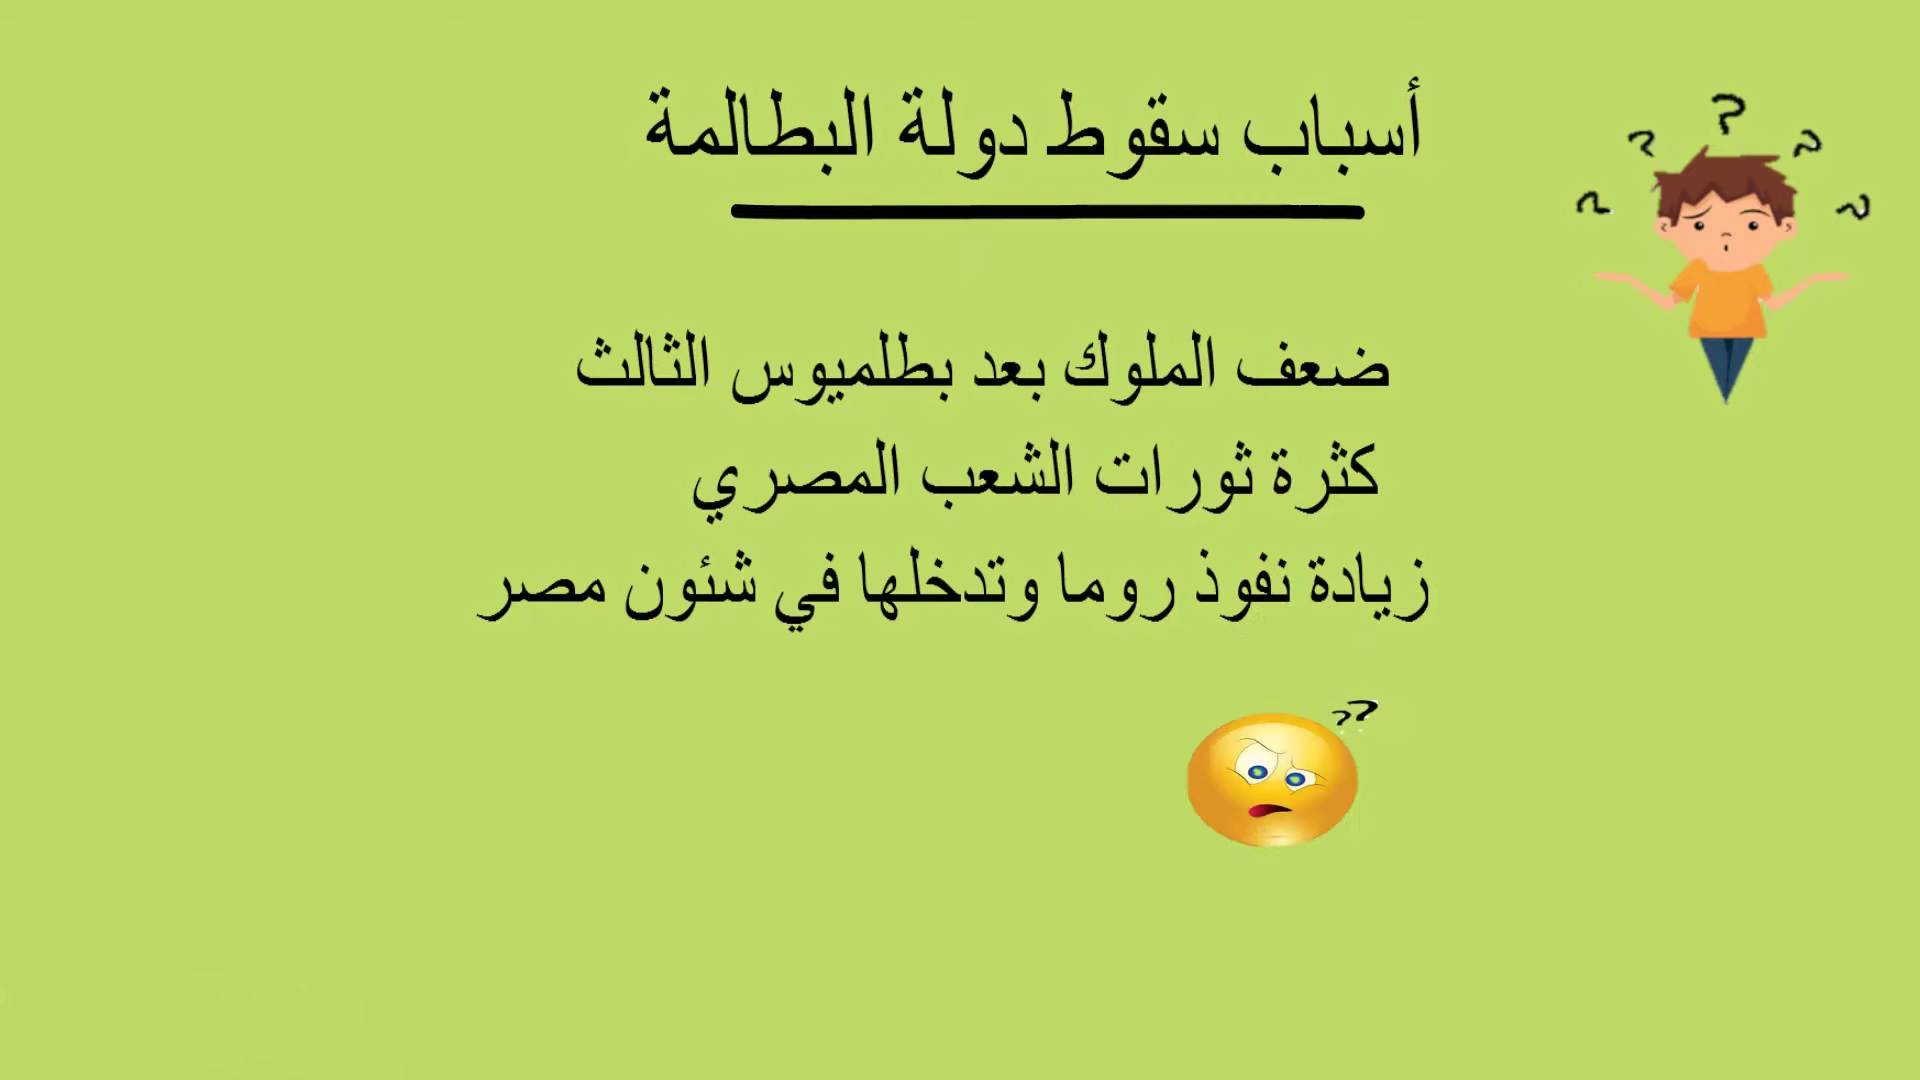 أسباب سقوط دولة البطالمة
ضعف الملوك بعد بطلميوس الثالث
كثرة ثورات الشعب المصري
زيادة نفوذ روما وتدخلها في شئون مصر
??